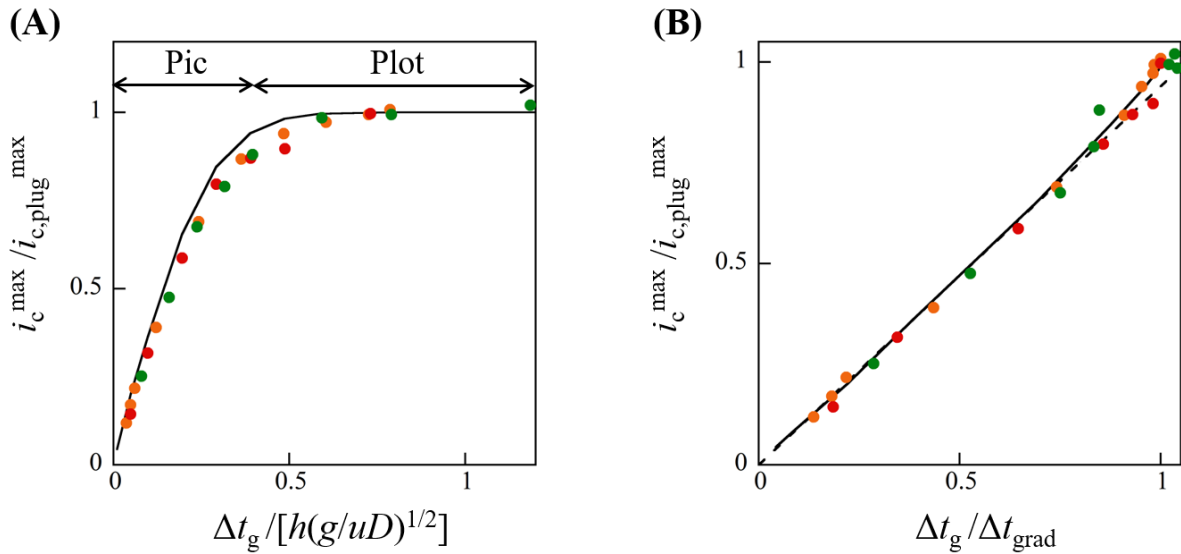 (A)
Pic Plot
1
0.5
0
0 0.5 1
i_c^max/i_c,plug^max
Δt_g/[h(g/uD)^1/2]
(B)
1
0.5
0
0 0.5 1
i_c^max/i_c,plug^max
Δt_g/Δt_grad